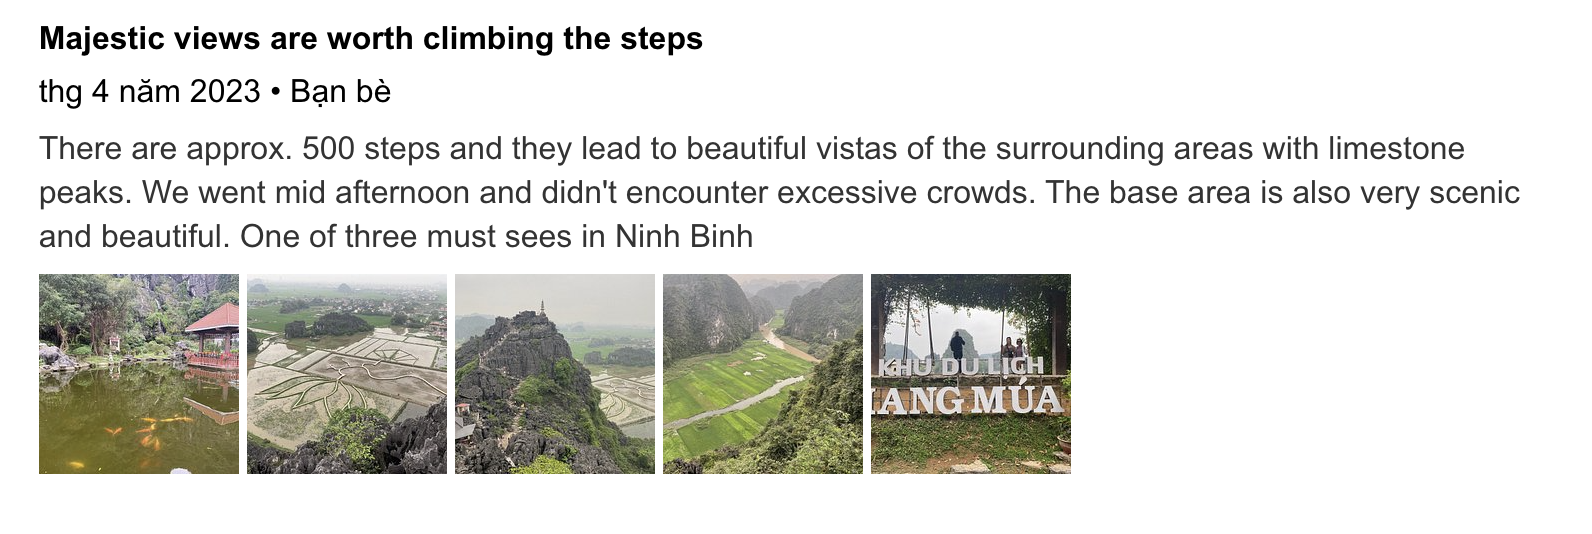 Majestic views are worth climbing the steps
thg 4 năm 2023 • Bạn bè
There are approx. 500 steps and they lead to beautiful vistas of the surrounding areas with limestone
peaks. We went mid afternoon and didn't encounter excessive crowds. The base area is also very scenic
and beautiful. One of three must sees in Ninh Binh
KHU DU LỊCH
HANG MÚA